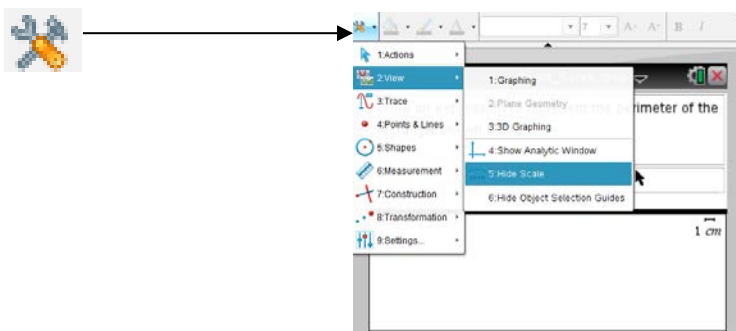 7 A+ A- B I
1:Actions
2:View
3:Trace
4:Points & Lines
5:Shapes
6:Measurement
7:Construction
8:Transformation
9:Settings...
1:Graphing
2:Plane Geometry
3:3D Graphing
4:Show Analytic Window
5:Hide Scale
6:Hide Object Selection Guides
erimeter of the
1 cm